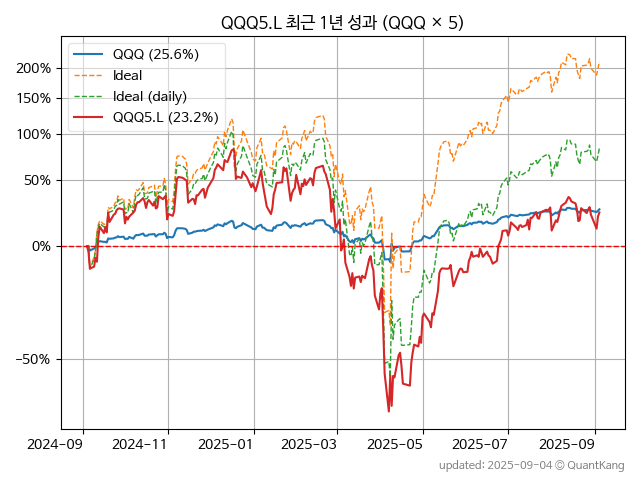 QQQ5.L 최근 1년 성과 (QQQ × 5)
QQQ (25.6%)
Ideal
Ideal (daily)
QQQ5.L (23.2%)
200%
150%
100%
50%
0%
−50%
2024-09 2024-11 2025-01 2025-03 2025-05 2025-07 2025-09
updated: 2025-09-04 © QuantKang